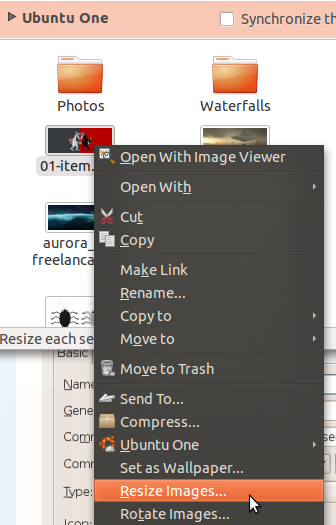 Ubuntu One
Synchronize th
Photos
Waterfalls
01-item.
Open With Image Viewer
Open With
Cut
aurora_
Copy
freelanca
Make Link
Rename...
Copy to
Resize each se
Move to
Basic
Move to Trash
Name
Send To...
Gene
Compress...
Comm
Ubuntu One
Comm
Set as Wallpaper...
Type:
Resize Images...
Rotate Images...
Icon: